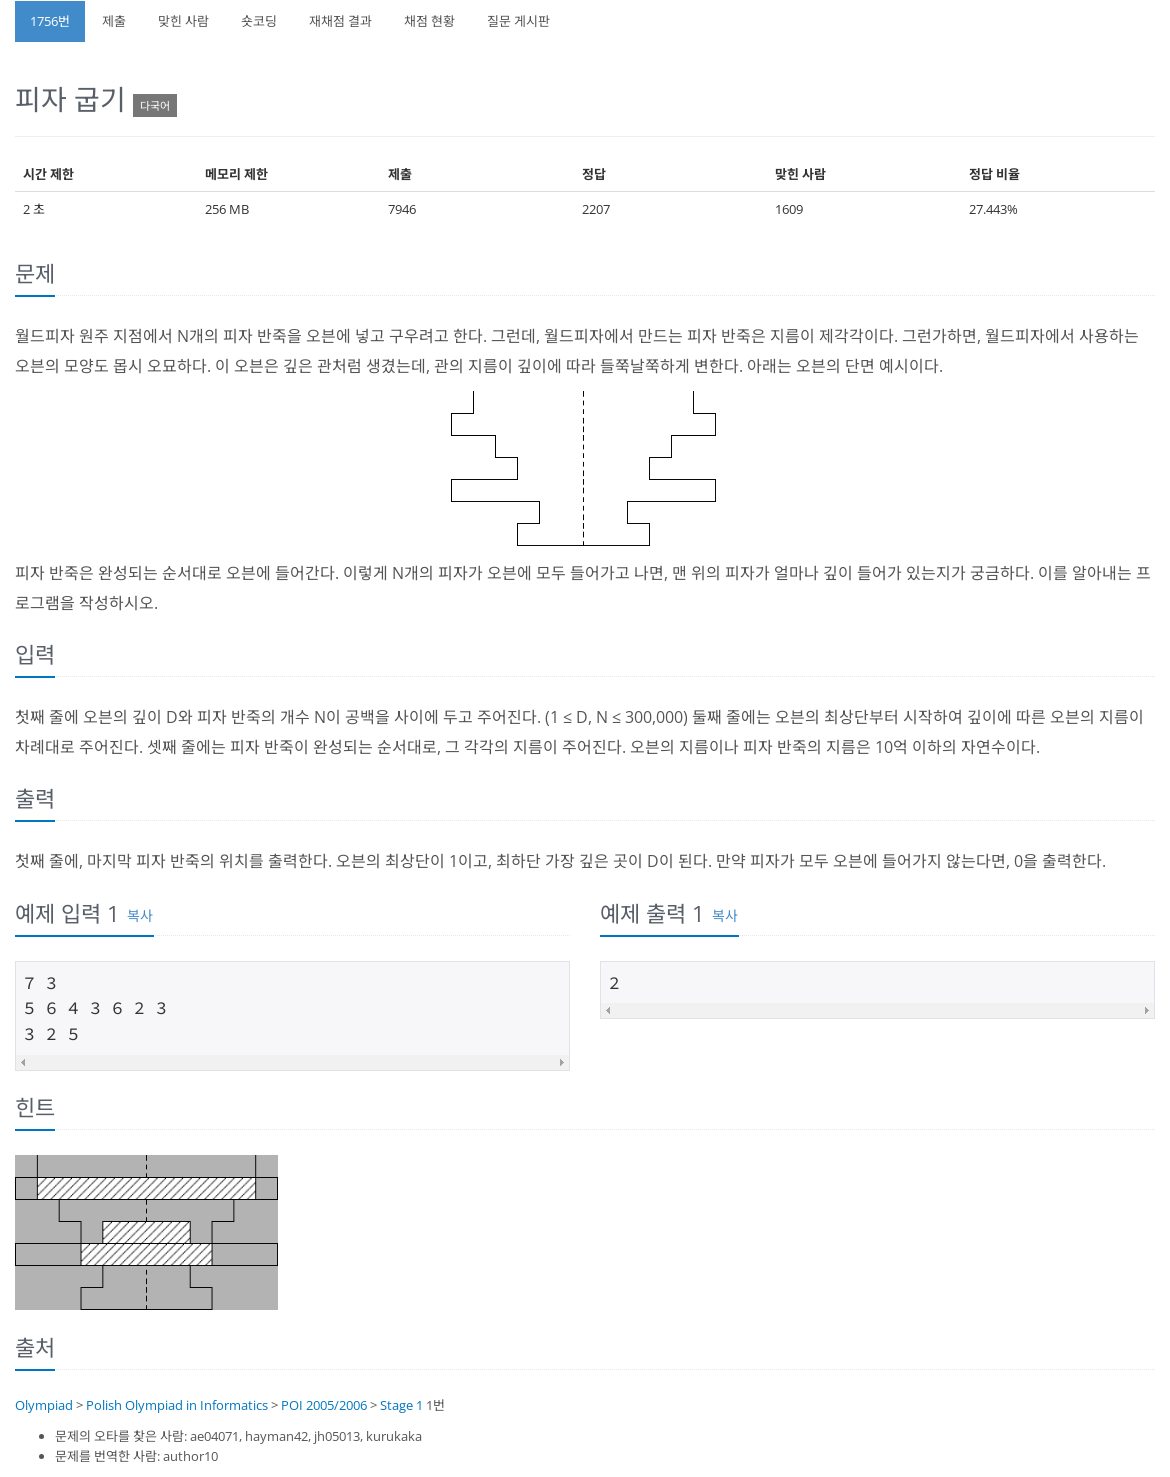 1756번 제출 맞힌 사람 숏코딩 재채점 결과 채점 현황 질문 게시판
피자 굽기 다국어
시간 제한 메모리 제한 제출 정답 맞힌 사람 정답 비율
2 초 256 MB 7946 2207 1609 27.443%
문제
월드피자 원주 지점에서 N개의 피자 반죽을 오븐에 넣고 구우려고 한다. 그런데, 월드피자에서 만드는 피자 반죽은 지름이 제각각이다. 그런가하면, 월드피자에서 사용하는
오븐의 모양도 몹시 오묘하다. 이 오븐은 깊은 관처럼 생겼는데, 관의 지름이 깊이에 따라 들쭉날쭉하게 변한다. 아래는 오븐의 단면 예시이다.
피자 반죽은 완성되는 순서대로 오븐에 들어간다. 이렇게 N개의 피자가 오븐에 모두 들어가고 나면, 맨 위의 피자가 얼마나 깊이 들어가 있는지가 궁금하다. 이를 알아내는 프
로그램을 작성하시오.
입력
첫째 줄에 오븐의 깊이 D와 피자 반죽의 개수 N이 공백을 사이에 두고 주어진다. (1 ≤ D, N ≤ 300,000) 둘째 줄에는 오븐의 최상단부터 시작하여 깊이에 따른 오븐의 지름이
차례대로 주어진다. 셋째 줄에는 피자 반죽이 완성되는 순서대로, 그 각각의 지름이 주어진다. 오븐의 지름이나 피자 반죽의 지름은 10억 이하의 자연수이다.
출력
첫째 줄에, 마지막 피자 반죽의 위치를 출력한다. 오븐의 최상단이 1이고, 최하단 가장 깊은 곳이 D이 된다. 만약 피자가 모두 오븐에 들어가지 않는다면, 0을 출력한다.
예제 입력 1 복사
7 3
5 6 4 3 6 2 3
3 2 5
예제 출력 1 복사
2
힌트
출처
Olympiad > Polish Olympiad in Informatics > POI 2005/2006 > Stage 1 1번
문제의 오타를 찾은 사람: ae04071, hayman42, jh05013, kurukaka
문제를 번역한 사람: author10